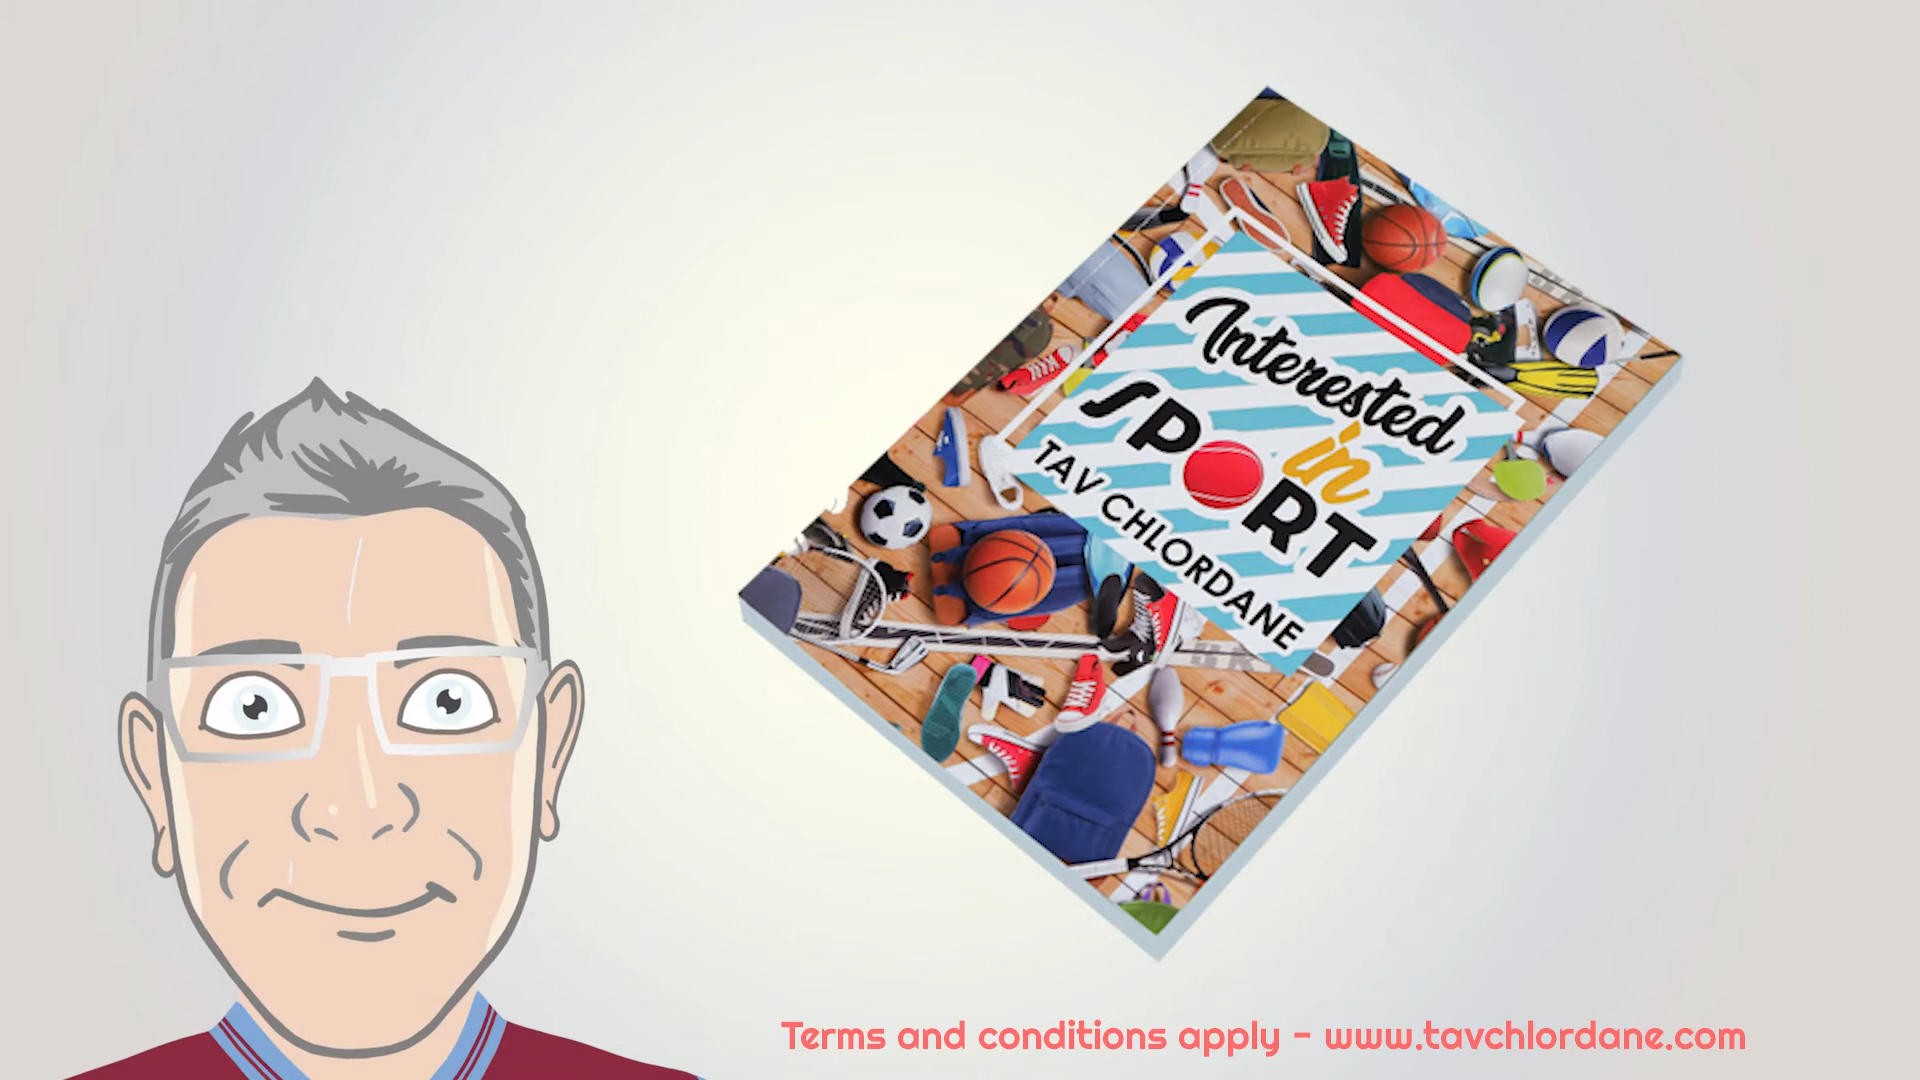 Interested
in
SPORT
TAV CHLORDANE
Terms and conditions apply - www.tavchlordane.com